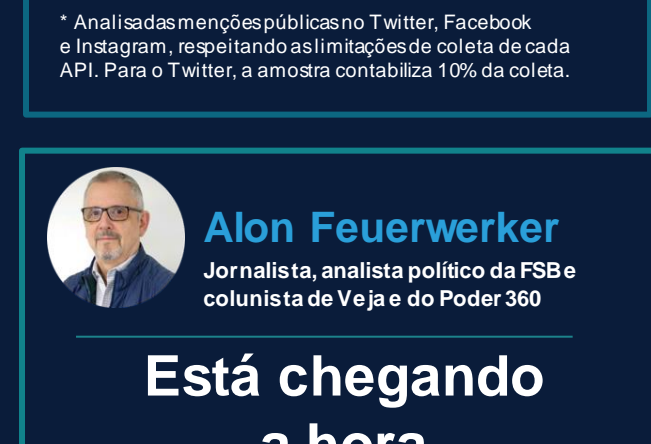 * Analisadas menções públicas no Twitter, Facebook
e Instagram, respeitando as limitações de coleta de cada
API. Para o Twitter, a amostra contabiliza 10% da coleta.
Alon Feuerwerker
Jornalista, analista político da FSB e
colunista de Veja e do Poder 360
Está chegando
a hora